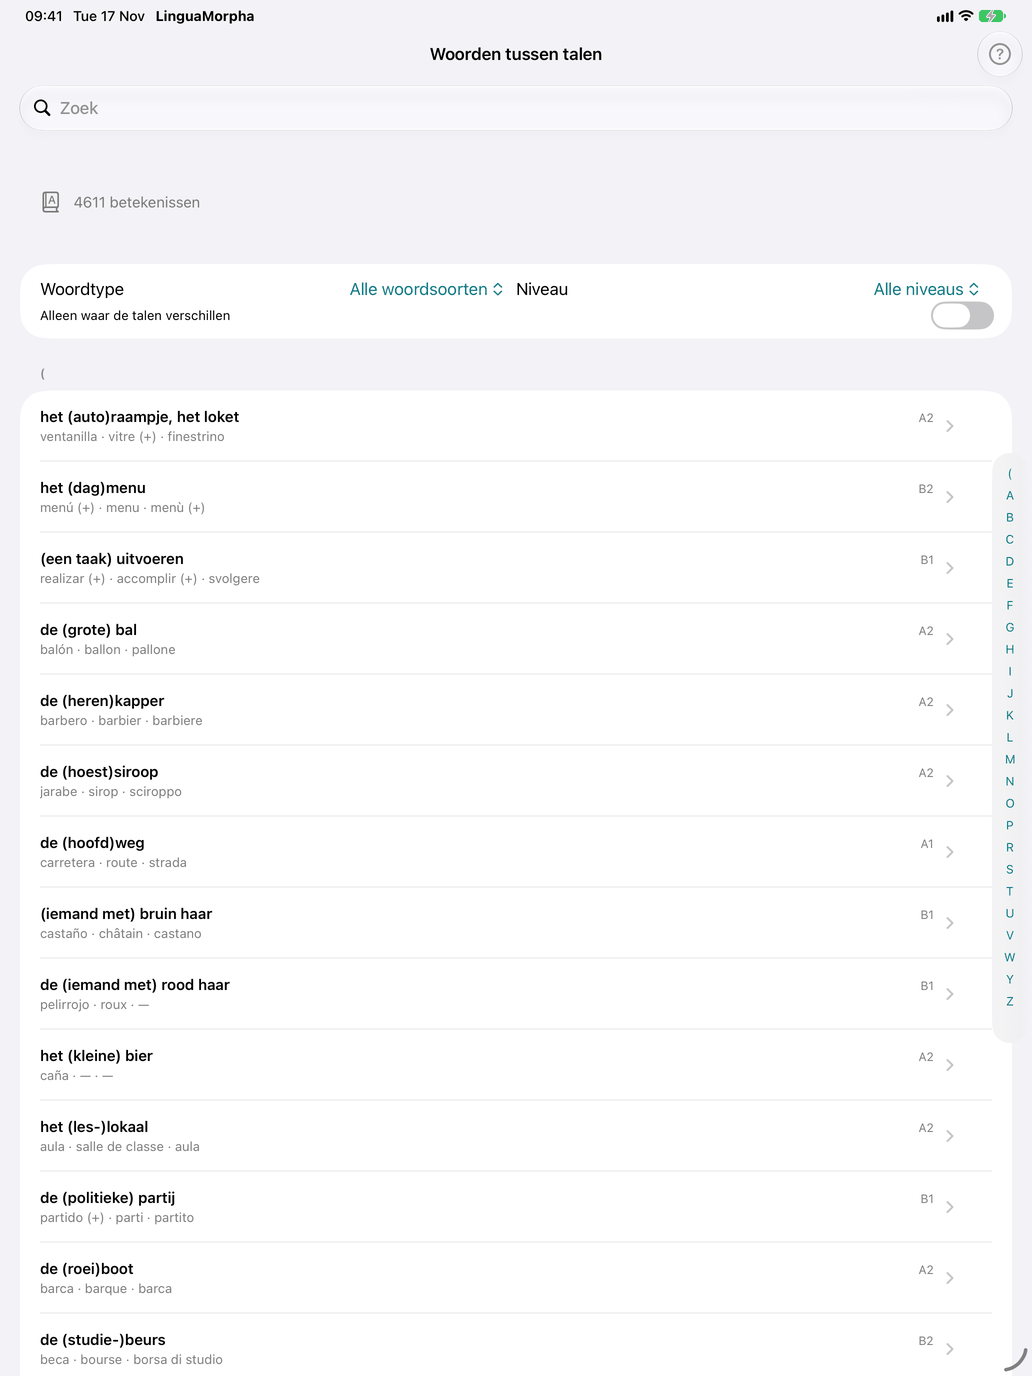 09:41 Tue 17 Nov LinguaMorpha
Woorden tussen talen
?
Zoek
A 4611 betekenissen
Woordtype Alle woordsoorten Niveau Alle niveaus
Alleen waar de talen verschillen
(
het (auto)raampje, het loket A2
ventanilla · vitre (+) · finestrino
het (dag)menu B2
menú (+) · menu · menù (+)
(een taak) uitvoeren B1
realizar (+) · accomplir (+) · svolgere
de (grote) bal A2
balón · ballon · pallone
de (heren)kapper A2
barbero · barbier · barbiere
de (hoest)siroop A2
jarabe · sirop · sciroppo
de (hoofd)weg A1
carretera · route · strada
(iemand met) bruin haar B1
castaño · châtain · castano
de (iemand met) rood haar B1
pelirrojo · roux · —
het (kleine) bier A2
caña · — · —
het (les-)lokaal A2
aula · salle de classe · aula
de (politieke) partij B1
partido (+) · parti · partito
de (roei)boot A2
barca · barque · barca
de (studie-)beurs B2
beca · bourse · borsa di studio
(
A
B
C
D
E
F
G
H
I
J
K
L
M
N
O
P
R
S
T
U
V
W
Y
Z